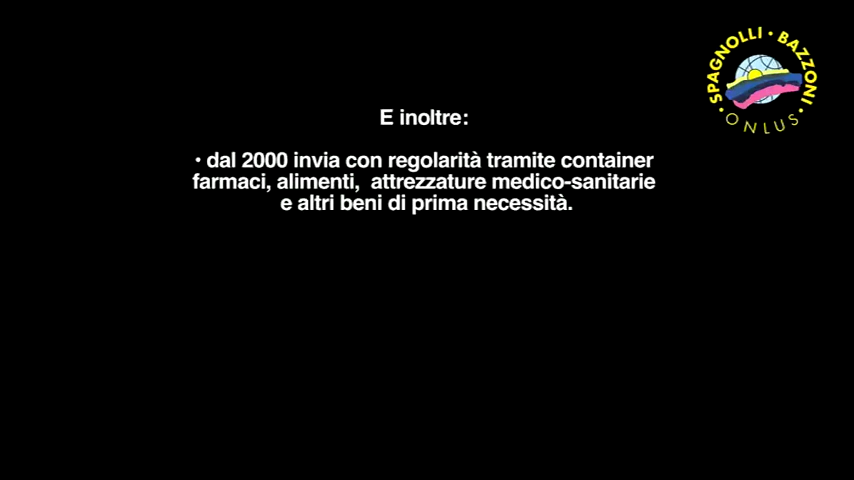 SPAGNOLLI • BAZZONI •
ONLUS
E inoltre:
• dal 2000 invia con regolarità tramite container
farmaci, alimenti,  attrezzature medico-sanitarie
e altri beni di prima necessità.